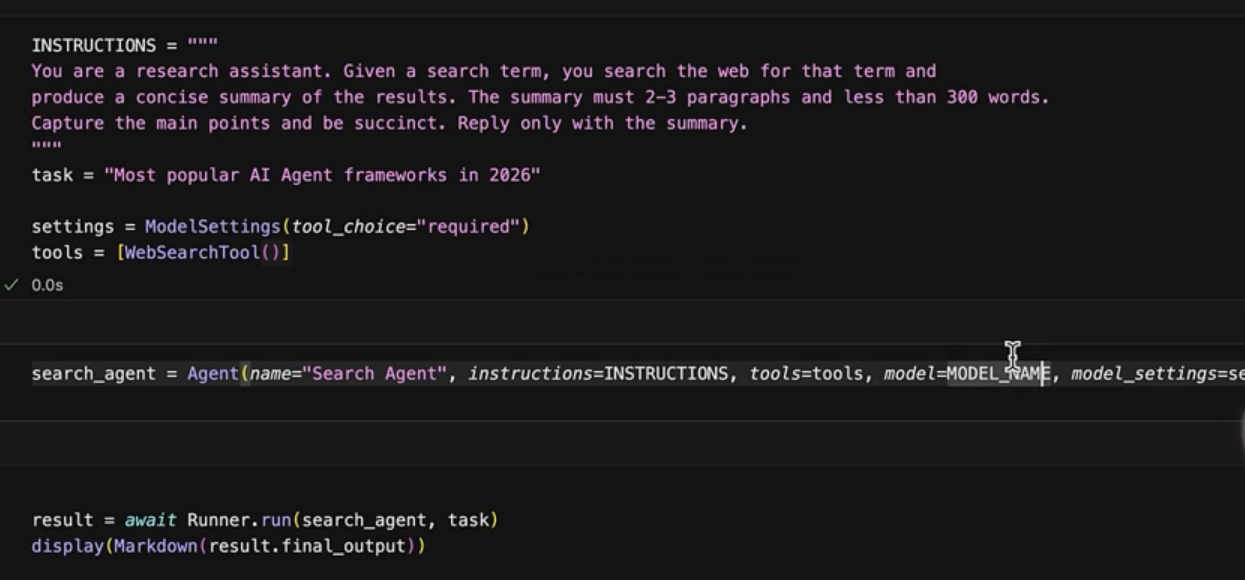 INSTRUCTIONS = """
You are a research assistant. Given a search term, you search the web for that term and
produce a concise summary of the results. The summary must 2-3 paragraphs and less than 300 words.
Capture the main points and be succinct. Reply only with the summary.
"""
task = "Most popular AI Agent frameworks in 2026"
settings = ModelSettings(tool_choice="required")
tools = [WebSearchTool()]
0.0s
search_agent = Agent(name="Search Agent", instructions=INSTRUCTIONS, tools=tools, model=MODEL_NAME, model_settings=se
result = await Runner.run(search_agent, task)
display(Markdown(result.final_output))